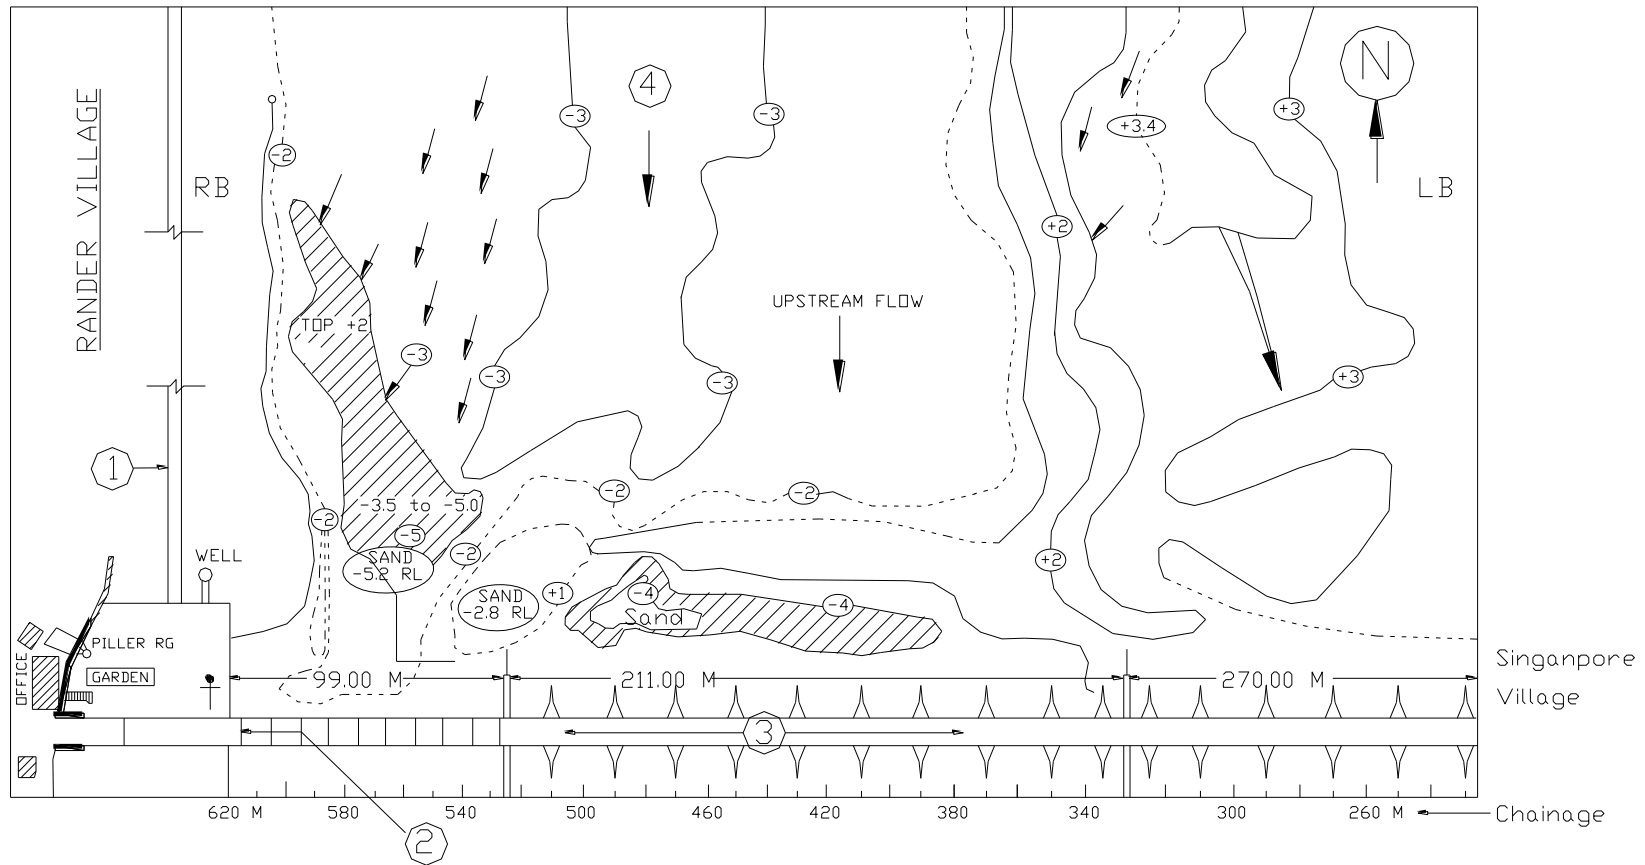 N
4
-3
-3
+3
+3.4
-2
RANDER VILLAGE
RB
LB
+2
UPSTREAM FLOW
TOP +2
-3
-3
-3
+3
1
-2
-2
-3.5 to -5.0
-2
-5
-2
WELL
SAND
-5.2 RL
+2
SAND
-2.8 RL
+1
-4
-4
Sand
PILLER RG
OFFICE
GARDEN
99.00 M
211.00 M
270.00 M
Singanpore
Village
3
620 M
580
540
500
460
420
380
340
300
260 M
Chainage
2